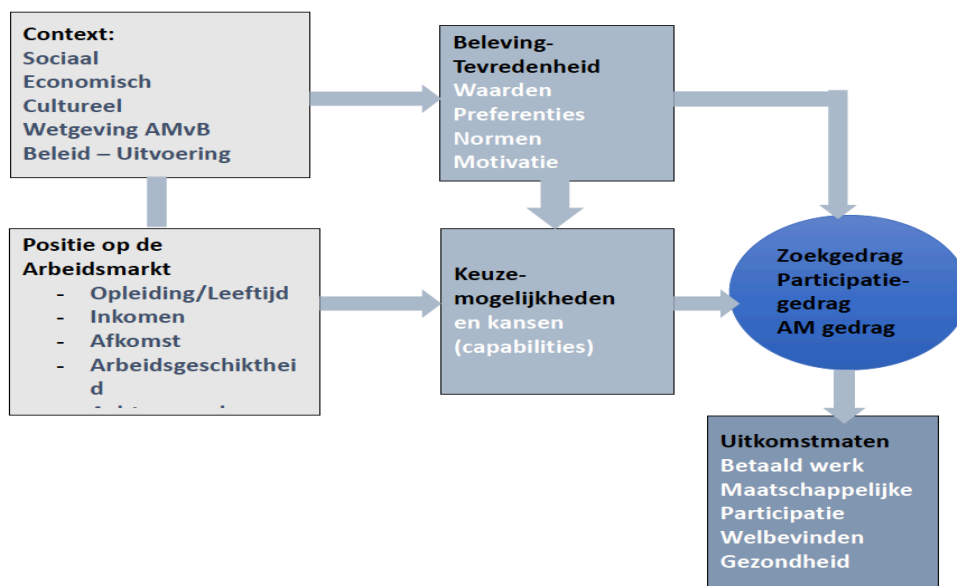 Context:
Sociaal
Economisch
Cultureel
Wetgeving AMvB
Beleid – Uitvoering
Beleving-
Tevredenheid
Waarden
Preferenties
Normen
Motivatie
Positie op de
Arbeidsmarkt
- Opleiding/Leeftijd
- Inkomen
- Afkomst
- Arbeidsgeschikthei
d
Keuze-
mogelijkheden
en kansen
(capabilities)
Zoekgedrag
Participatie-
gedrag
AM gedrag
Uitkomstmaten
Betaald werk
Maatschappelijke
Participatie
Welbevinden
Gezondheid